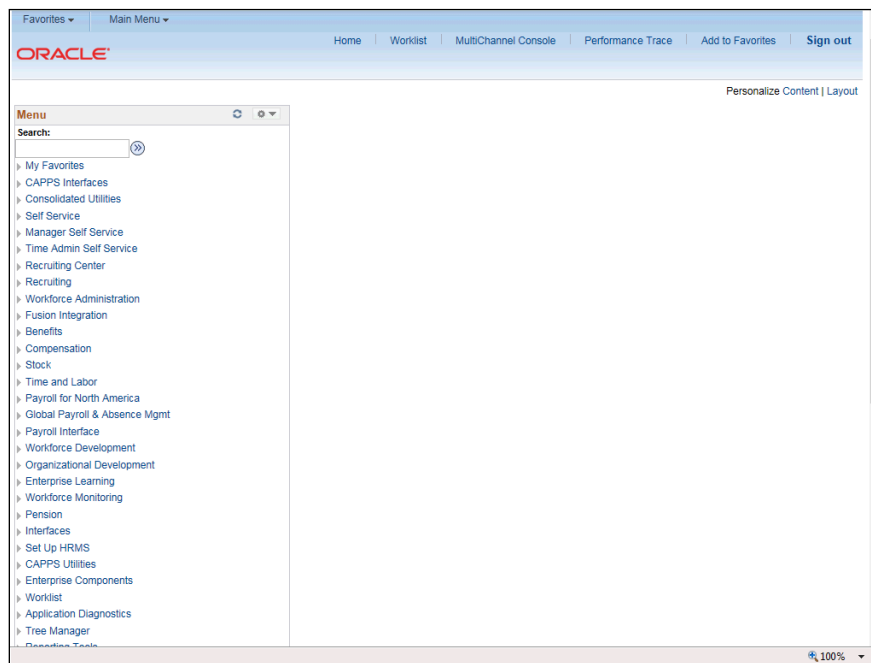 Favorites Main Menu
ORACLE
Home Worklist MultiChannel Console Performance Trace Add to Favorites Sign out
Personalize Content | Layout
Menu
Search:
My Favorites
CAPPS Interfaces
Consolidated Utilities
Self Service
Manager Self Service
Time Admin Self Service
Recruiting Center
Recruiting
Workforce Administration
Fusion Integration
Benefits
Compensation
Stock
Time and Labor
Payroll for North America
Global Payroll & Absence Mgmt
Payroll Interface
Workforce Development
Organizational Development
Enterprise Learning
Workforce Monitoring
Pension
Interfaces
Set Up HRMS
CAPPS Utilities
Enterprise Components
Worklist
Application Diagnostics
Tree Manager
Reporting Tools
100%